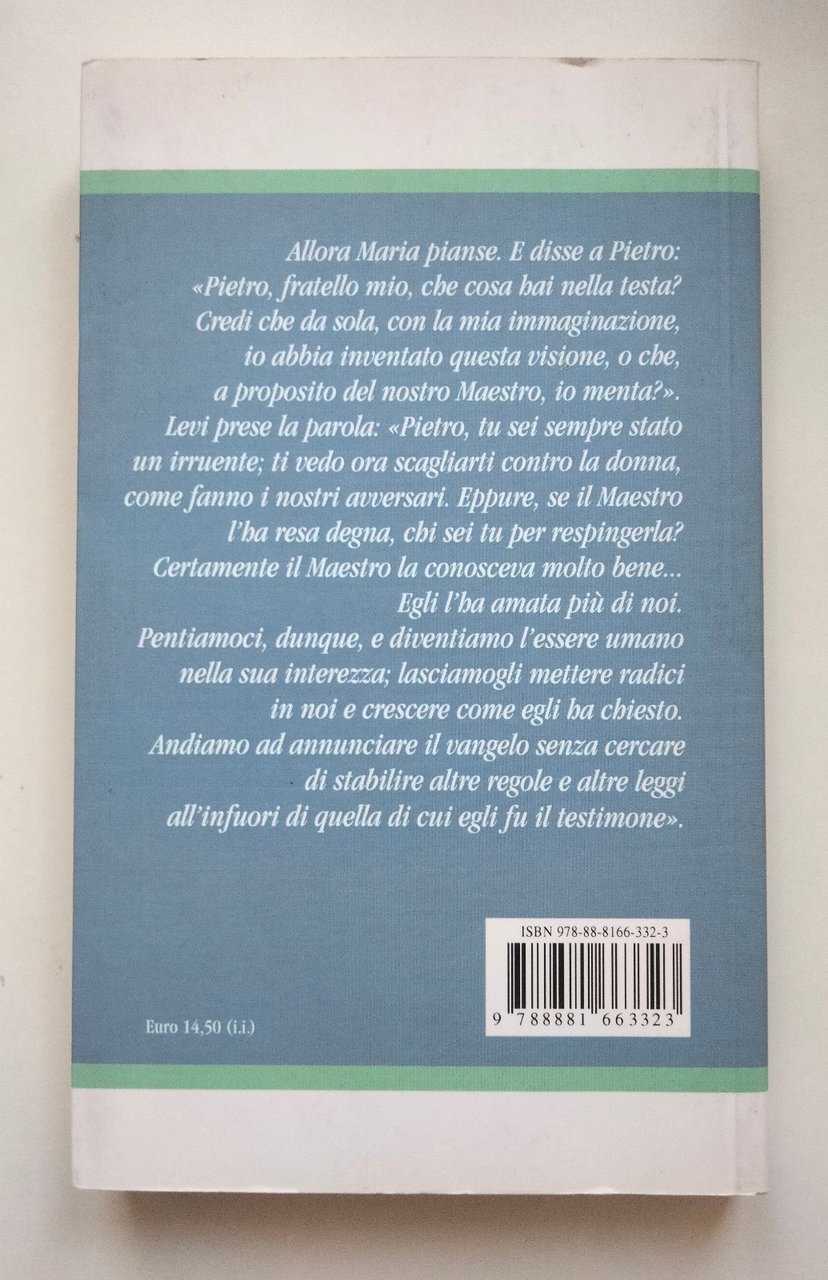 Allora Maria pianse. E disse a Pietro:
«Pietro, fratello mio, che cosa hai nella testa?
Credi che da sola, con la mia immaginazione,
io abbia inventato questa visione, o che,
a proposito del nostro Maestro, io menta?».
Levi prese la parola: «Pietro, tu sei sempre stato
un irruente; ti vedo ora scagliarti contro la donna,
come fanno i nostri avversari. Eppure, se il Maestro
l'ha resa degna, chi sei tu per respingerla?
Certamente il Maestro la conosceva molto bene...
Egli l'ha amata più di noi.
Pentiamoci, dunque, e diventiamo l'essere umano
nella sua interezza; lasciamogli mettere radici
in noi e crescere come egli ha chiesto.
Andiamo ad annunciare il vangelo senza cercare
di stabilire altre regole e altre leggi
all'infuori di quella di cui egli fu il testimone».
ISBN 978-88-8166-332-3
9 788881 663323
Euro 14,50 (i.i.)